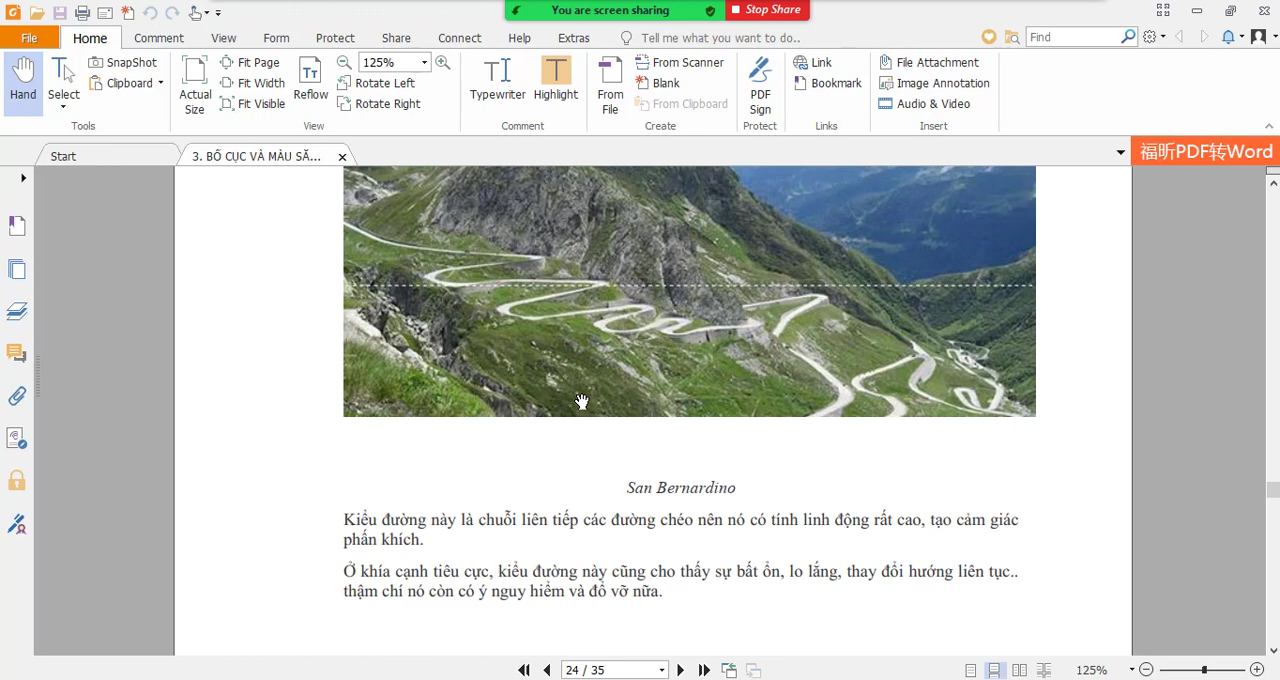 You are screen sharing
Stop Share
File
Home
Comment
View
Form
Protect
Share
Connect
Help
Extras
Tell me what you want to do..
Find
Hand
Select
SnapShot
Clipboard
Tools
Actual
Size
Fit Page
Fit Width
Fit Visible
Reflow
125%
Rotate Left
Rotate Right
View
Typewriter
Highlight
Comment
From
File
From Scanner
Blank
From Clipboard
Create
PDF
Sign
Protect
Link
Bookmark
Links
File Attachment
Image Annotation
Audio & Video
Insert
Start
3. BỐ CỤC VÀ MÀU SẮ...
福昕PDF转Word
San Bernardino
Kiểu đường này là chuỗi liên tiếp các đường chéo nên nó có tính linh động rất cao, tạo cảm giác
phấn khích.
Ở khía cạnh tiêu cực, kiểu đường này cũng cho thấy sự bất ổn, lo lắng, thay đổi hướng liên tục..
thậm chí nó còn có ý nguy hiểm và đổ vỡ nữa.
24 / 35
125%